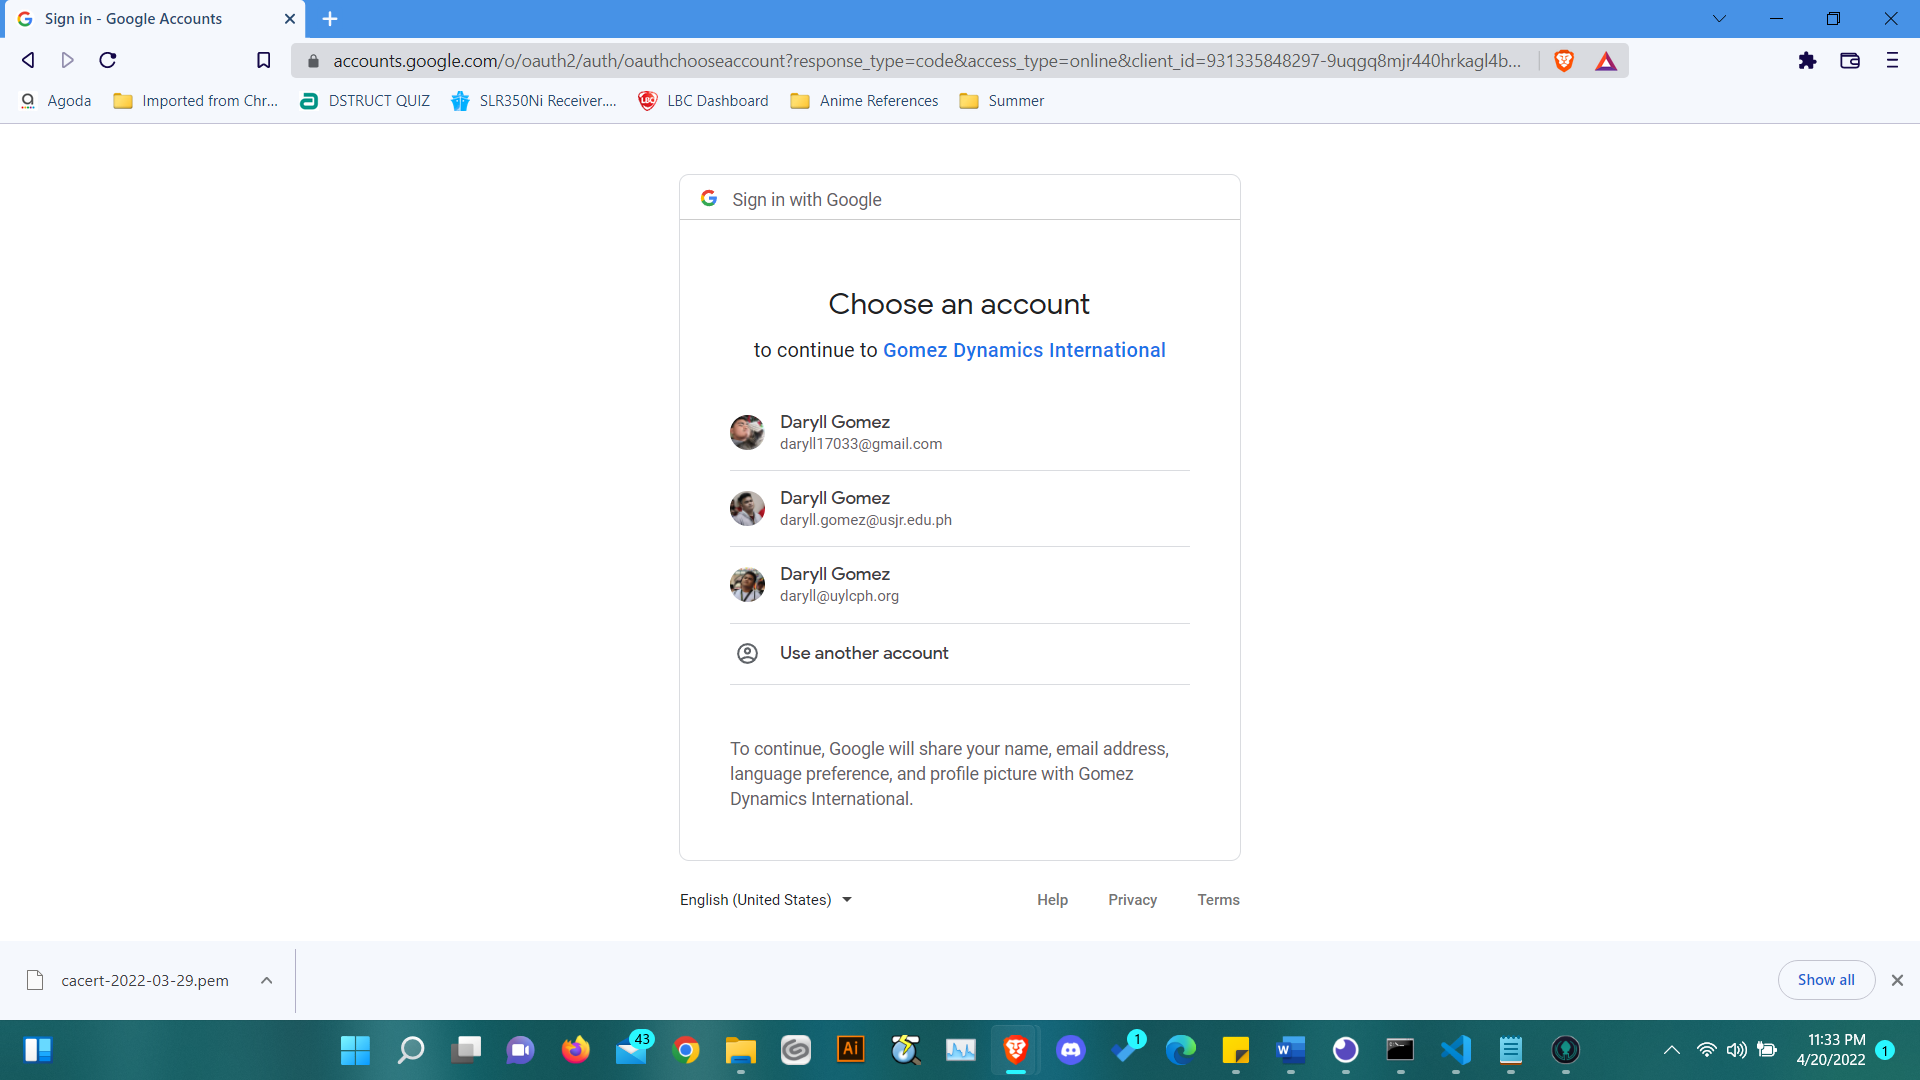 Sign in - Google Accounts
accounts.google.com/o/oauth2/auth/oauthchooseaccount?response_type=code&access_type=online&client_id=931335848297-9uqgq8mjr440hrkagl4b...
Agoda
Imported from Chr...
DSTRUCT QUIZ
SLR350Ni Receiver....
LBC
LBC Dashboard
Anime References
Summer
Sign in with Google
Choose an account
to continue to Gomez Dynamics International
Daryll Gomez
daryll17033@gmail.com
Daryll Gomez
daryll.gomez@usjr.edu.ph
Daryll Gomez
daryll@uylcph.org
Use another account
To continue, Google will share your name, email address,
language preference, and profile picture with Gomez
Dynamics International.
English (United States)
Help
Privacy
Terms
cacert-2022-03-29.pem
Show all
43
Ai
1
W
11:33 PM
4/20/2022
1